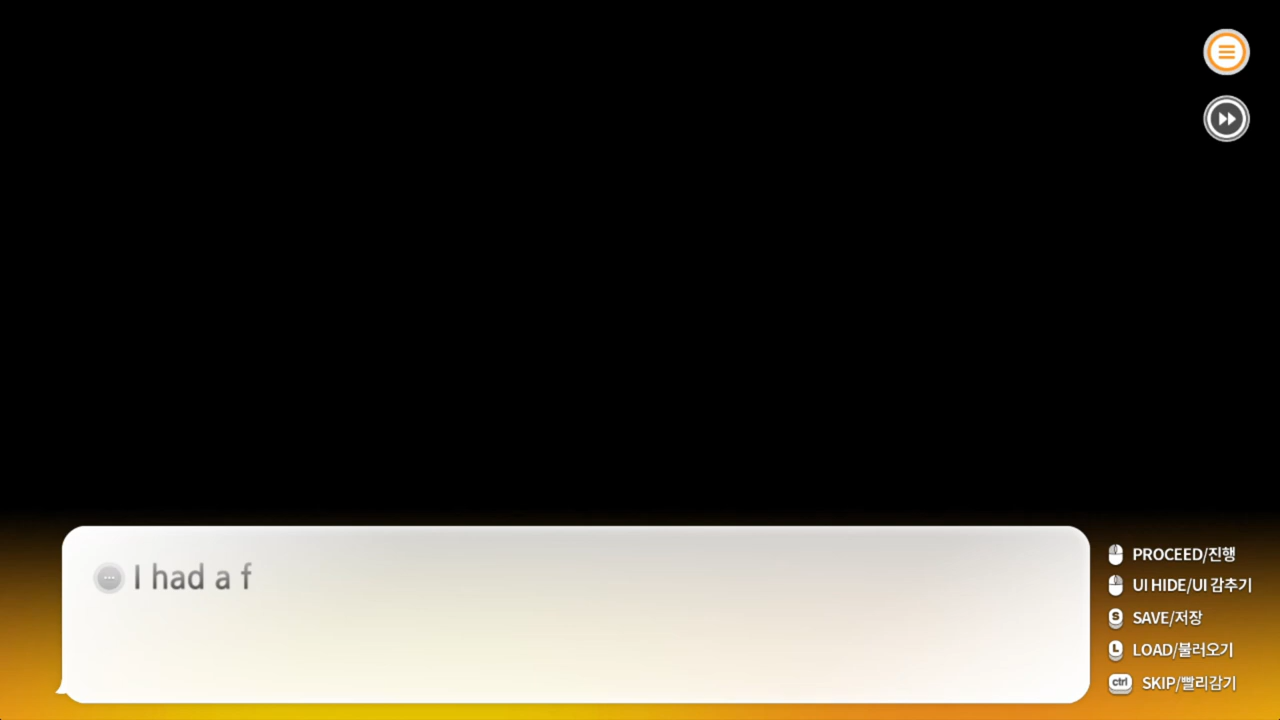 I had a f
PROCEED/진행
UI HIDE/UI 감추기
S SAVE/저장
L LOAD/불러오기
ctrl SKIP/빨리감기